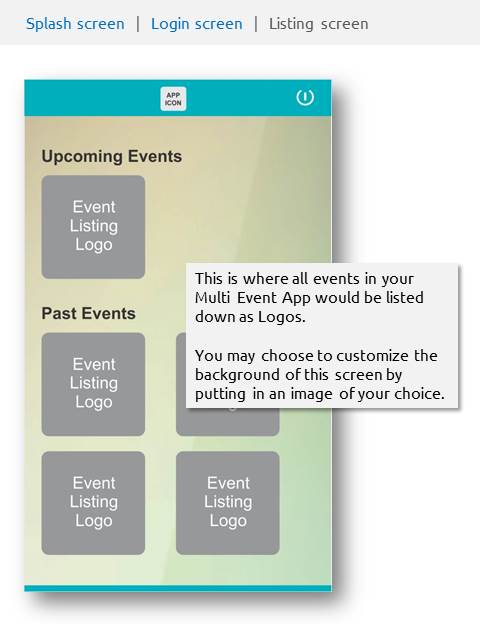 Splash screen | Login screen | Listing screen
APP
ICON
Upcoming Events
Event
Listing
Logo
This is where all events in your
Multi Event App would be listed
down as Logos.
You may choose to customize the
background of this screen by
putting in an image of your choice.
Past Events
Event
Listing
Logo
Event
Listing
Logo
Event
Listing
Logo